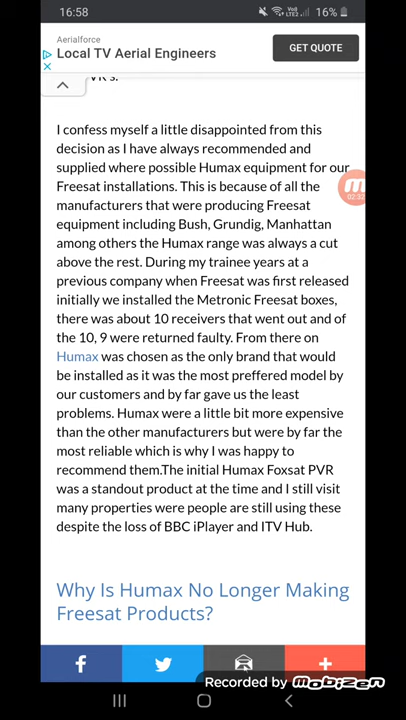 16:58
16%
Aerialforce
Local TV Aerial Engineers
GET QUOTE
VR's.
I confess myself a little disappointed from this
decision as I have always recommended and
supplied where possible Humax equipment for our
Freesat installations. This is because of all the
manufacturers that were producing Freesat
equipment including Bush, Grundig, Manhattan
among others the Humax range was always a cut
above the rest. During my trainee years at a
previous company when Freesat was first released
initially we installed the Metronic Freesat boxes,
there was about 10 receivers that went out and of
the 10, 9 were returned faulty. From there on
Humax was chosen as the only brand that would
be installed as it was the most preffered model by
our customers and by far gave us the least
problems. Humax were a little bit more expensive
than the other manufacturers but were by far the
most reliable which is why I was happy to
recommend them.The initial Humax Foxsat PVR
was a standout product at the time and I still visit
many properties were people are still using these
despite the loss of BBC iPlayer and ITV Hub.
Why Is Humax No Longer Making
Freesat Products?
Recorded by mobizen